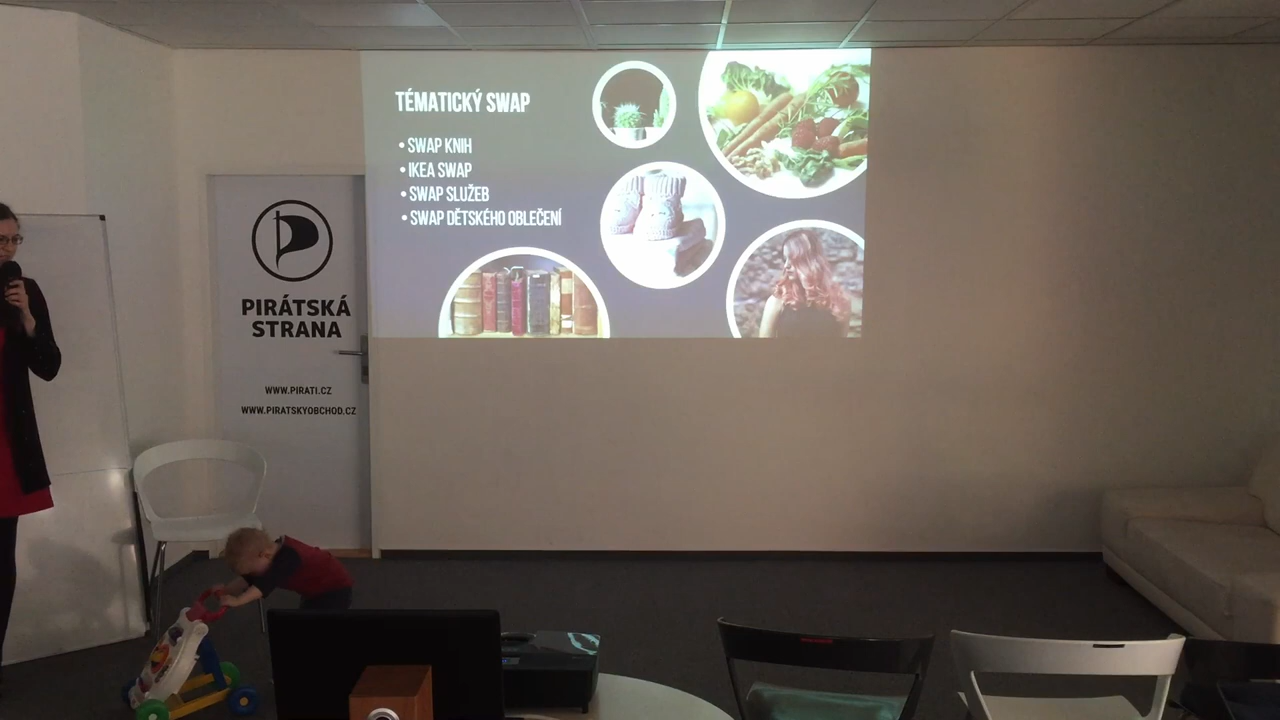 TÉMATICKÝ SWAP
• SWAP KNIH
• IKEA SWAP
• SWAP SLUŽEB
• SWAP DĚTSKÉHO OBLEČENÍ
PIRÁTSKÁ
STRANA
WWW.PIRATI.CZ
WWW.PIRATSKYOBCHOD.CZ